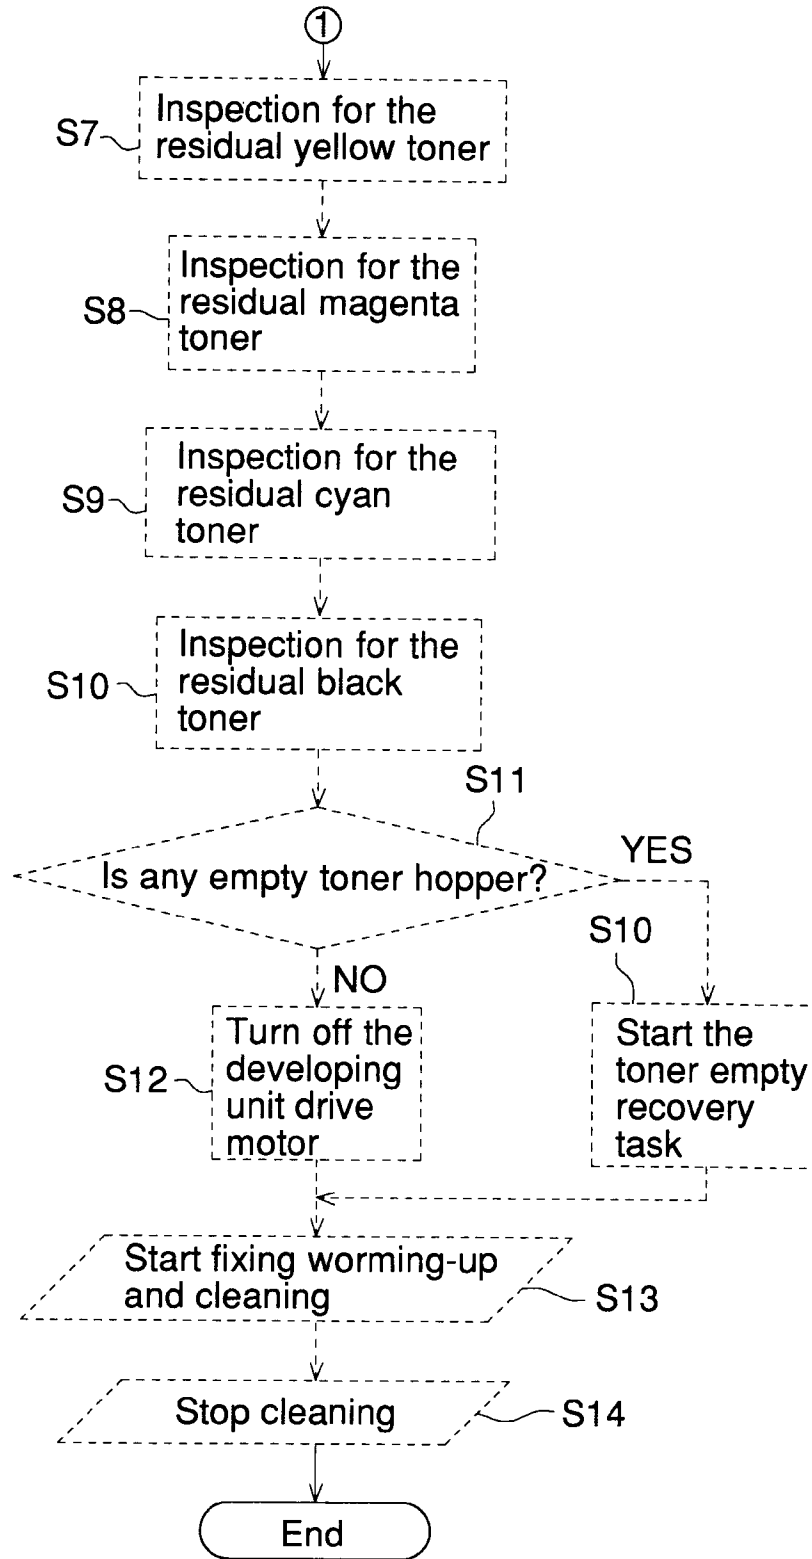 1
S7
Inspection for the
residual yellow toner
S8
Inspection for the
residual magenta
toner
S9
Inspection for the
residual cyan
toner
S10
Inspection for the
residual black
toner
S11
Is any empty toner hopper?
YES
NO
S12
Turn off the
developing
unit drive
motor
S10
Start the
toner empty
recovery
task
Start fixing worming-up
and cleaning
S13
Stop cleaning
S14
End